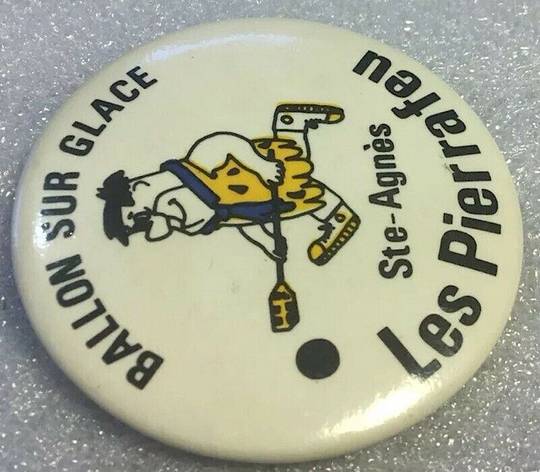 BALLON SUR GLACE
Ste-Agnès
Les Pierrafeu